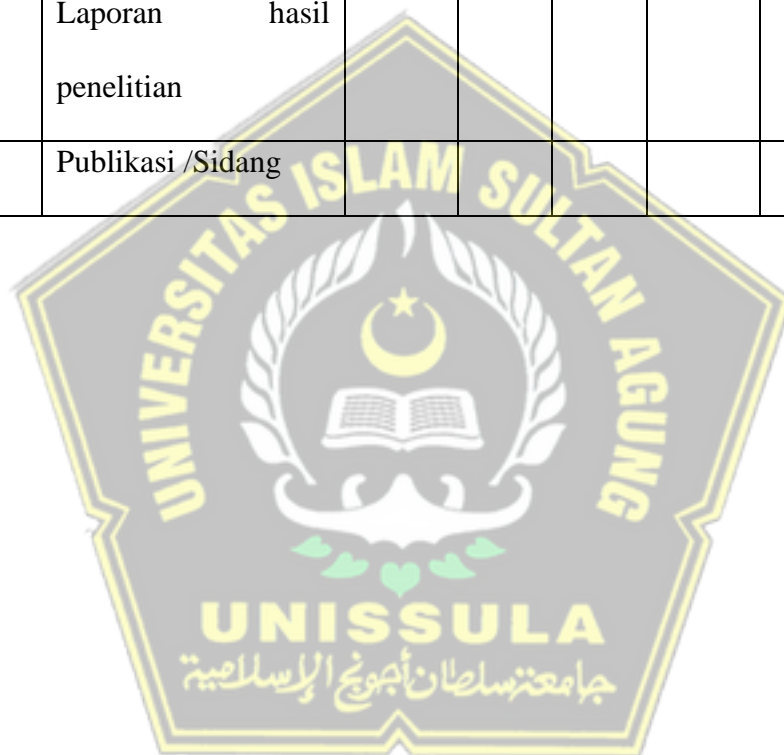 Laporan hasil
penelitian
Publikasi /Sidang
UNIVERSITAS ISLAM SULTAN AGUNG
UNISSULA
جامعة سلطان أجونج الإسلامية